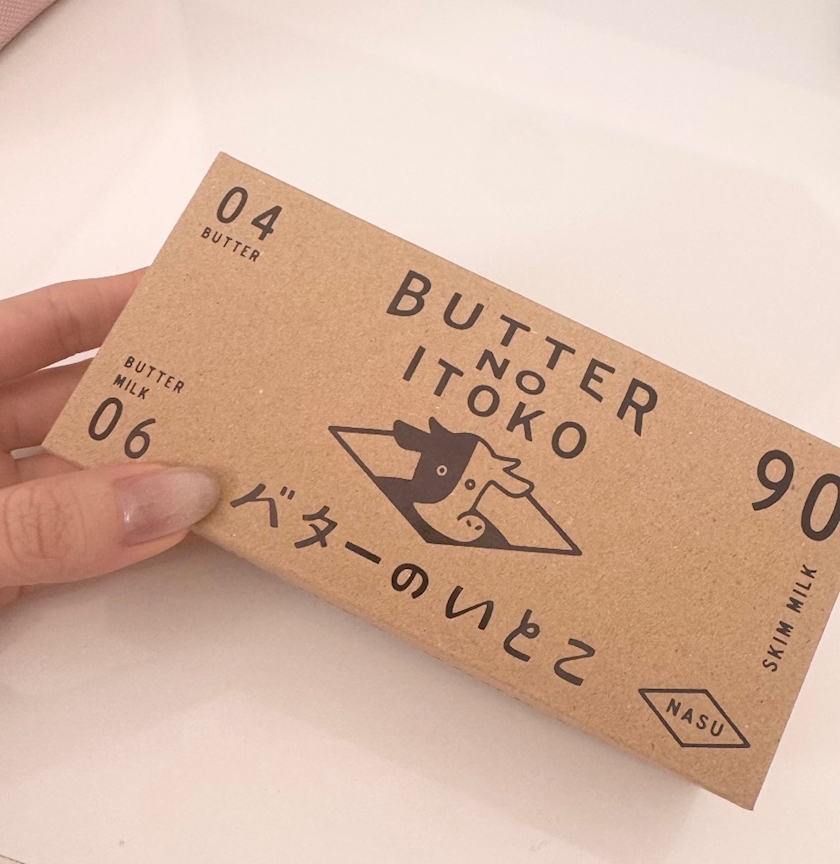 04
BUTTER
BUTTER
NO
ITOKO
BUTTER
MILK
06
90
SKIM MILK
バターのいとこ
NASU